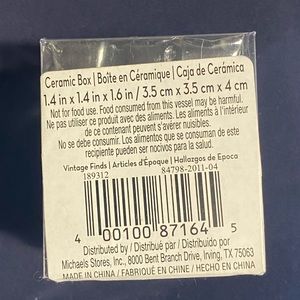 Ceramic Box | Boîte en Céramique | Caja de Cerámica
1.4 in x 1.4 in x 1.6 in / 3.5 cm x 3.5 cm x 4 cm
Not for food use. Food consumed from this vessel may be harmful.
Ne pas utiliser ce produit avec des aliments. Les aliments à l'intérieur
de ce contenant peuvent s'avérer nuisibles.
No se debe consumir. Los alimentos que se consuman de este
recipiente pueden ser nocivos para la salud.
Vintage Finds | Articles d'Époque | Hallazgos de Época
189312 84798-2011-04
4 00100 87164 5
Distributed by / Distribué par / Distribuido por
Michaels Stores, Inc., 8000 Bent Branch Drive, Irving, TX 75063
MADE IN CHINA / FABRIQUÉ EN CHINE / HECHO EN CHINA